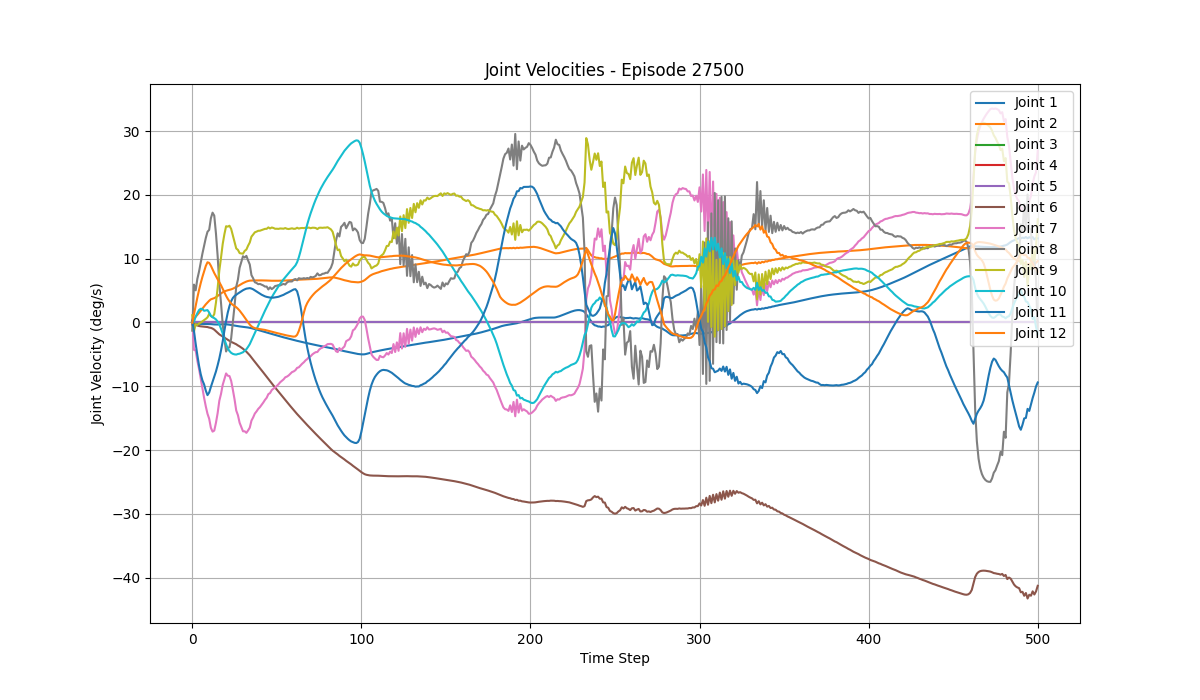 Joint Velocities - Episode 27500
Joint Velocity (deg/s)
30
20
10
0
−10
−20
−30
−40
0
100
200
300
400
500
Time Step
Joint 1
Joint 2
Joint 3
Joint 4
Joint 5
Joint 6
Joint 7
Joint 8
Joint 9
Joint 10
Joint 11
Joint 12